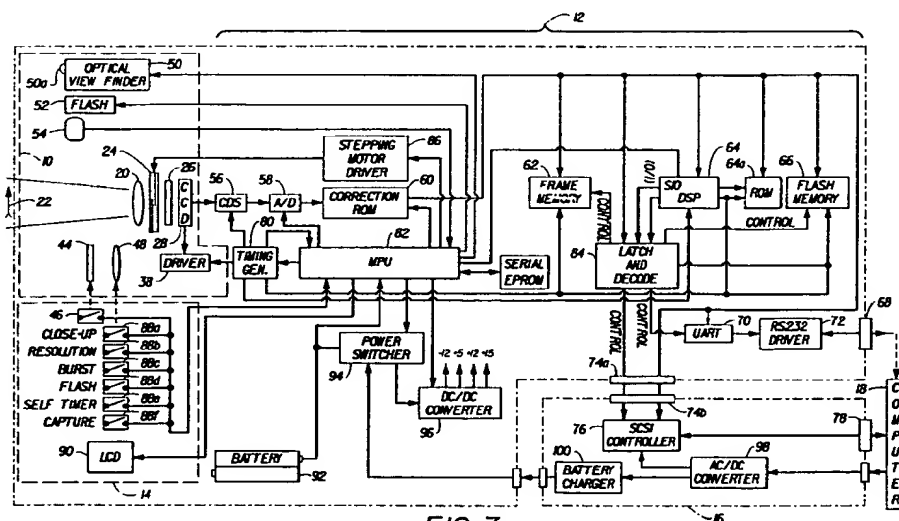 12
50a
OPTICAL VIEW FINDER
50
52
FLASH
54
10
24
20
26
22
CCD
28
44
48
38
DRIVER
STEPPING MOTOR DRIVER
86
56
CDS
58
A/D
CORRECTION ROM
60
80
TIMING GEN.
82
MPU
SERIAL EPROM
62
FRAME MEMORY
CONTROL
(I/O)
64
SIO DSP
64a
ROM
66
FLASH MEMORY
CONTROL
84
LATCH AND DECODE
CONTROL
CONTROL
UART
70
RS232 DRIVER
72
68
46
CLOSE-UP
88a
RESOLUTION
88b
BURST
88c
FLASH
88d
SELF TIMER
88e
CAPTURE
88f
90
LCD
14
POWER SWITCHER
94
-12 +5 +12 +15
DC/DC CONVERTER
96
BATTERY
92
74a
74b
76
SCSI CONTROLLER
78
18
COMPUTER
100
BATTERY CHARGER
98
AC/DC CONVERTER
16